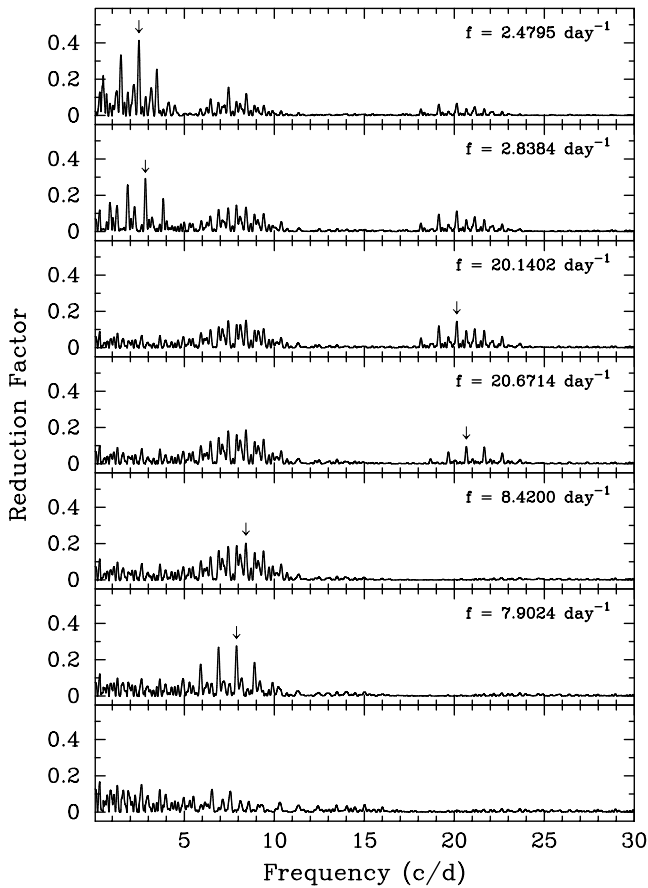 f = 2.4795 day⁻¹
0.4
0.2
0
f = 2.8384 day⁻¹
0.4
0.2
0
f = 20.1402 day⁻¹
0.4
0.2
0
f = 20.6714 day⁻¹
0.4
0.2
0
f = 8.4200 day⁻¹
0.4
0.2
0
f = 7.9024 day⁻¹
0.4
0.2
0
0.4
0.2
0
Reduction Factor
5 10 15 20 25 30
Frequency (c/d)